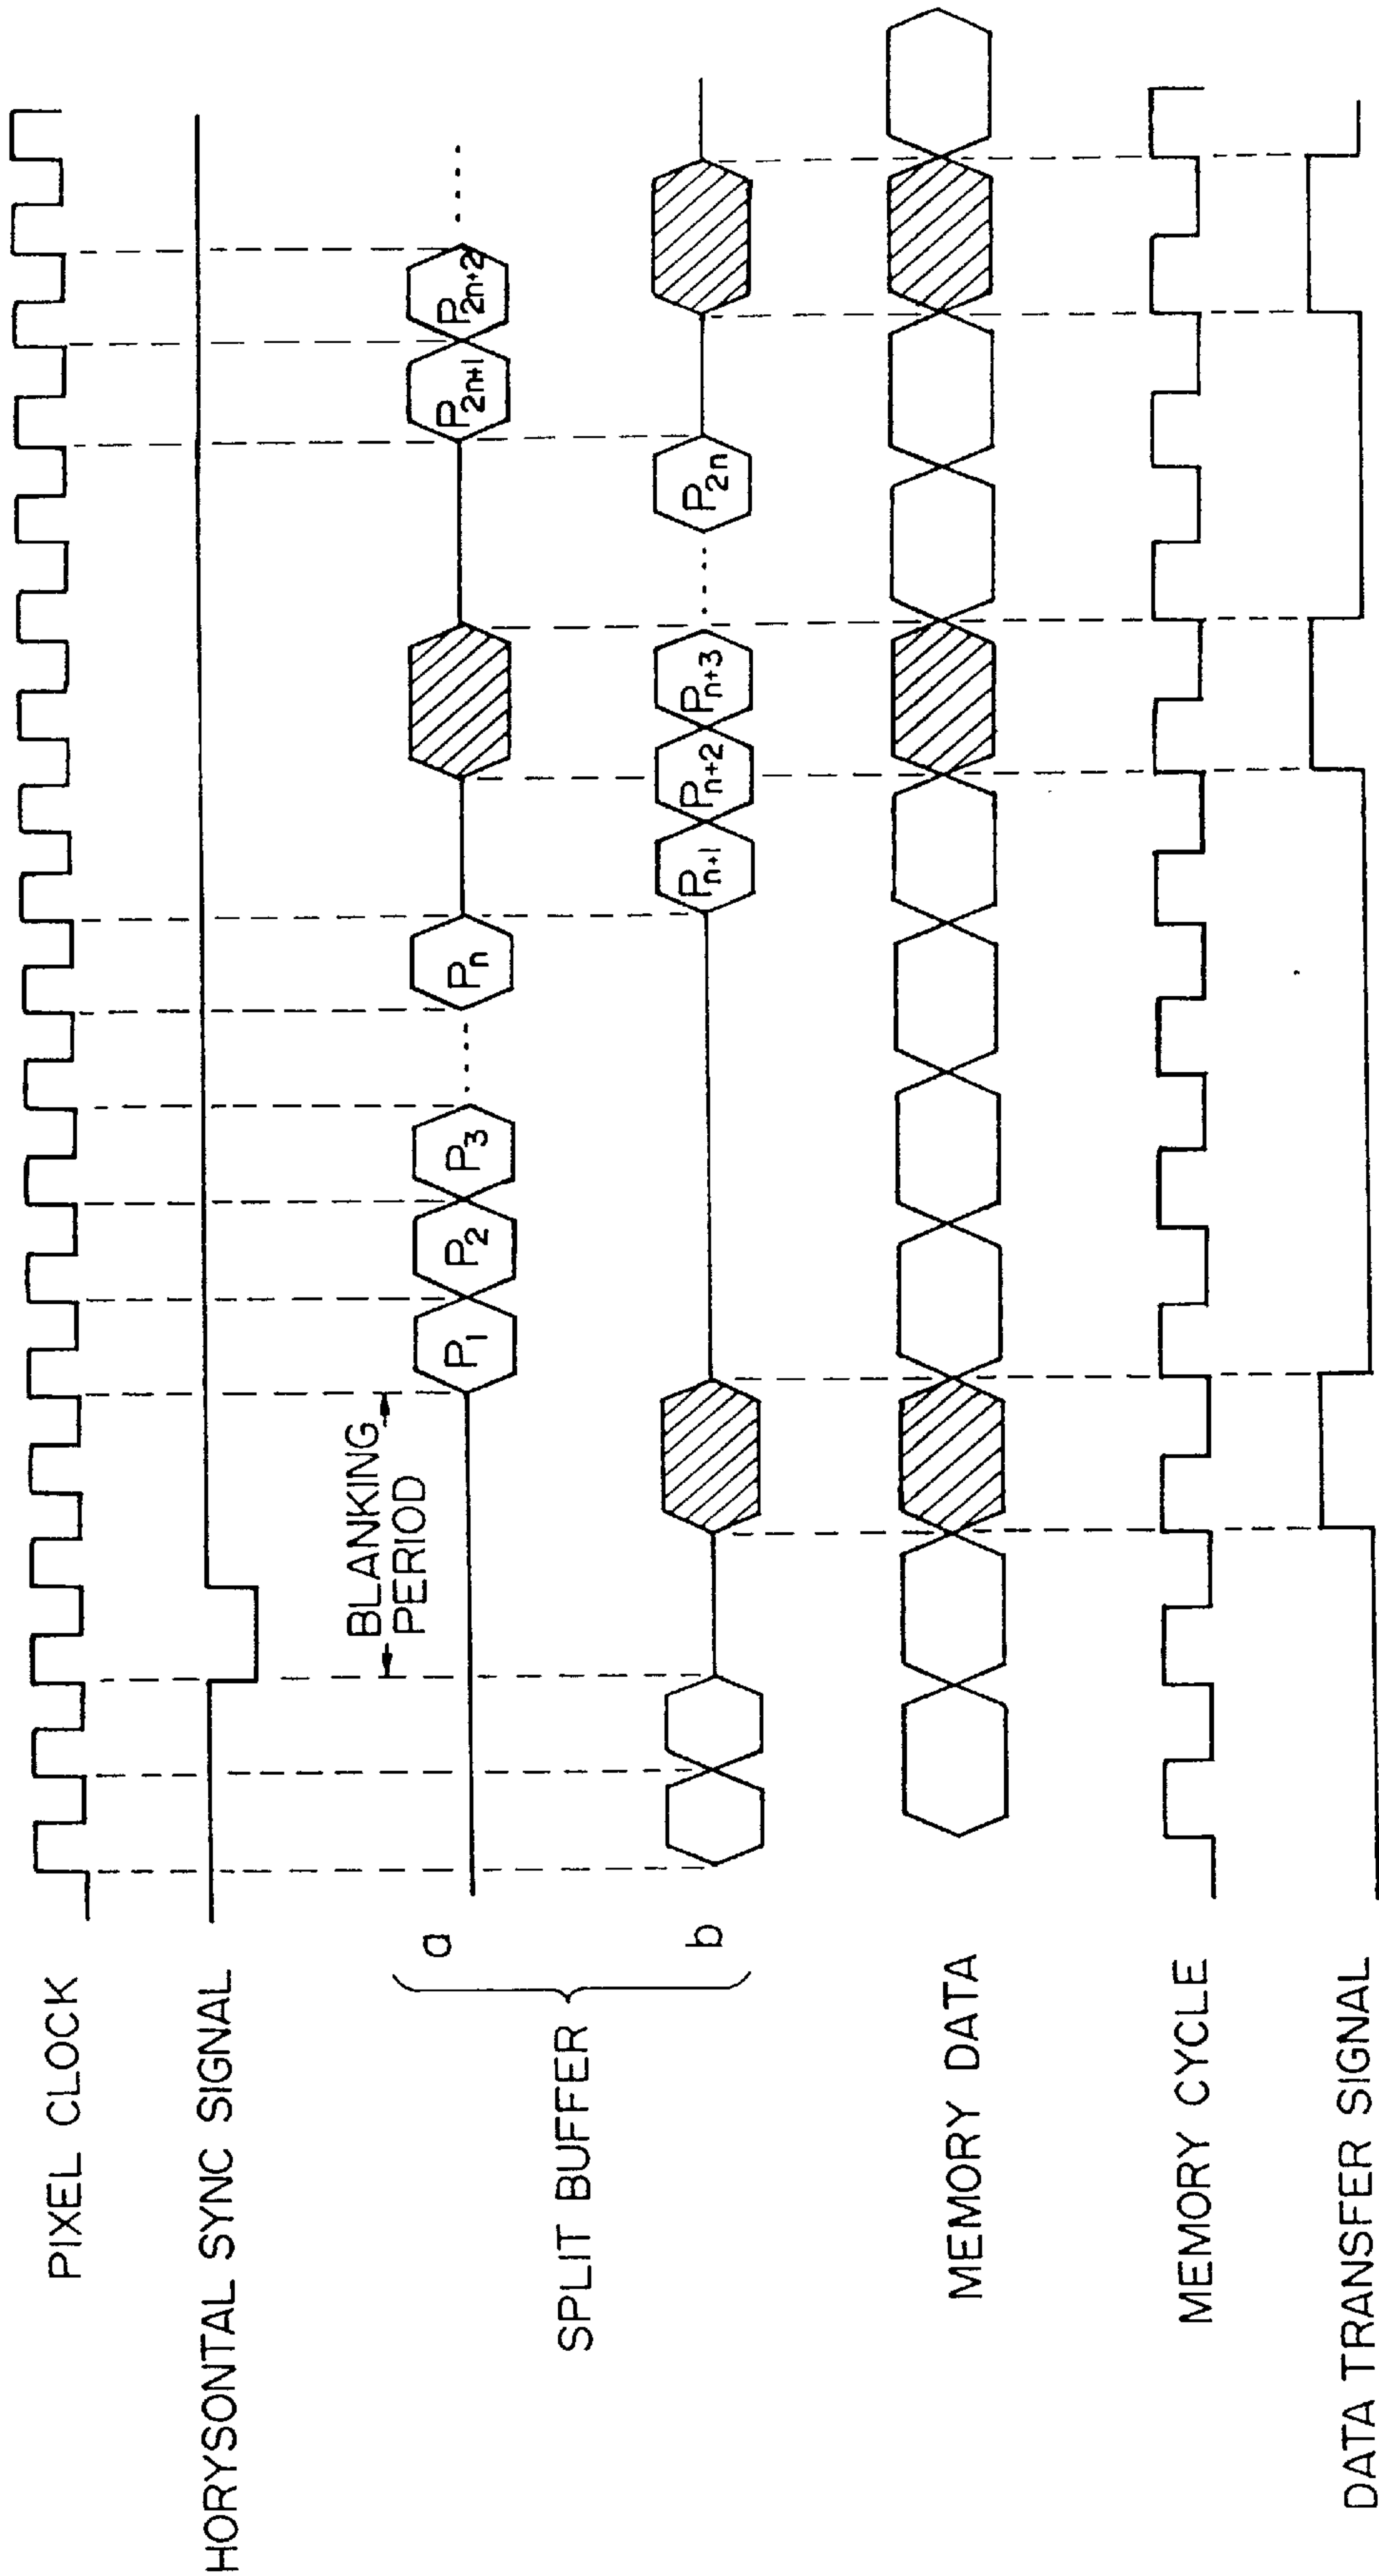 PIXEL CLOCK
HORYSONTAL SYNC SIGNAL
BLANKING
PERIOD
SPLIT BUFFER
a
P1 P2 P3 ..... Pn P2n+1 P2n+2 .....
b
Pn+1 Pn+2 Pn+3 ..... P2n
MEMORY DATA
MEMORY CYCLE
DATA TRANSFER SIGNAL